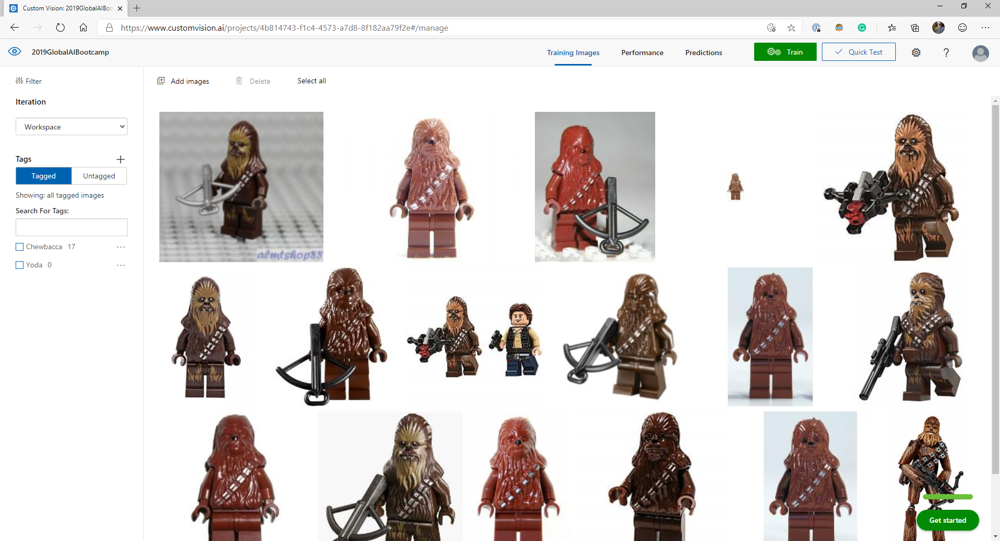 Custom Vision: 2019GlobalAIBoo
https://www.customvision.ai/projects/4b814743-f1c4-4573-a7d8-8f182aa79f2e#/manage
2019GlobalAIBootcamp
Training Images
Performance
Predictions
Train
Quick Test
?
Filter
Add images
Delete
Select all
Iteration
Workspace
Tags
Tagged
Untagged
Showing: all tagged images
Search For Tags:
Chewbacca 17
Yoda 0
almtshop88
Get started